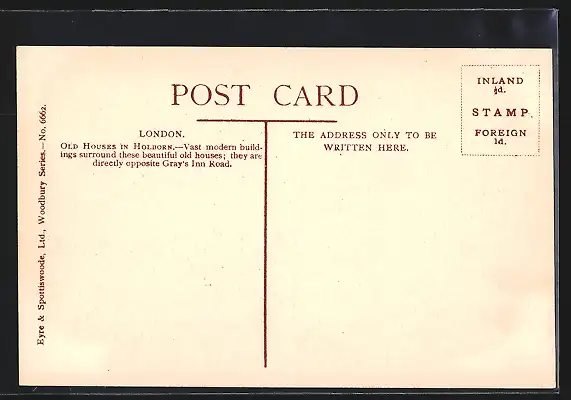 POST CARD
LONDON.
OLD HOUSES IN HOLBORN.—Vast modern build-
ings surround these beautiful old houses; they are
directly opposite Gray's Inn Road.
THE ADDRESS ONLY TO BE
WRITTEN HERE.
INLAND
½d.
STAMP.
FOREIGN
1d.
Eyre & Spottiswoode, Ltd., Woodbury Series.—No. 6662.